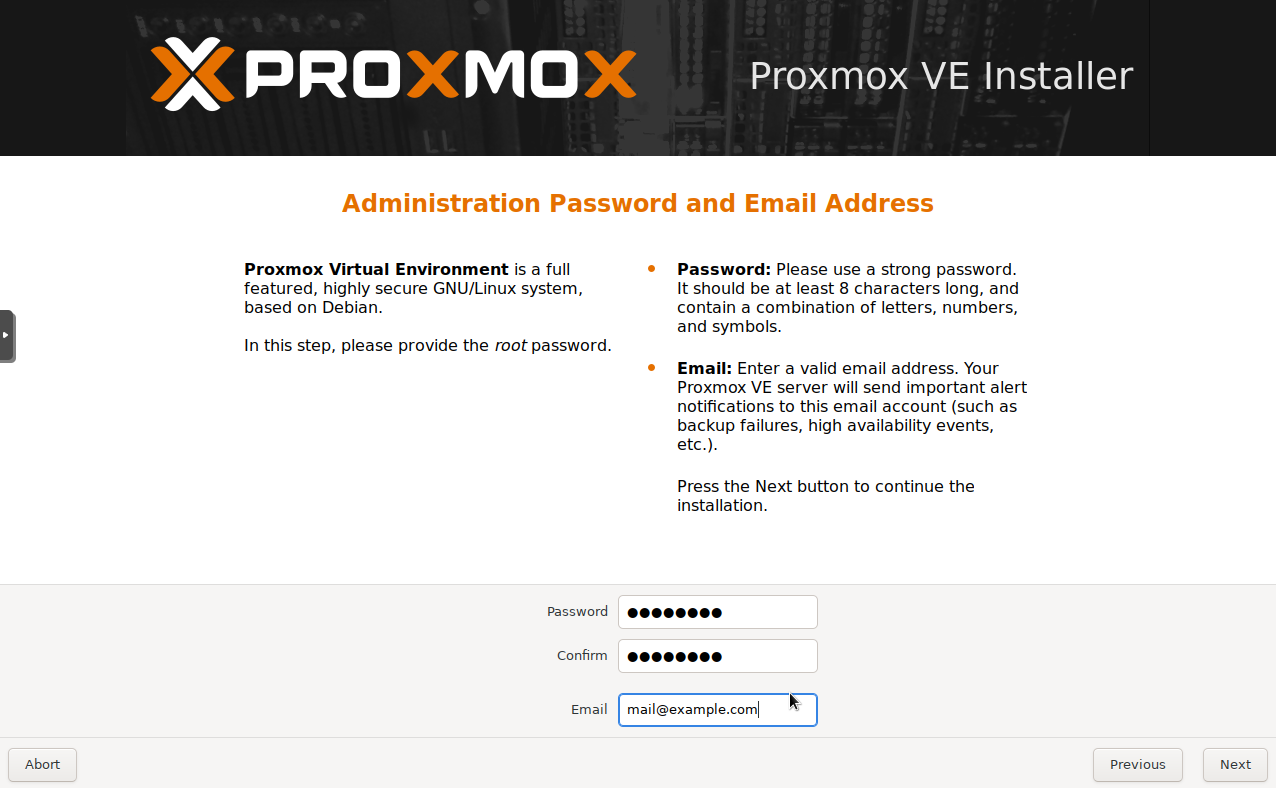 PROXMOX
Proxmox VE Installer
Administration Password and Email Address
Proxmox Virtual Environment is a full
featured, highly secure GNU/Linux system,
based on Debian.
In this step, please provide the root password.
Password: Please use a strong password.
It should be at least 8 characters long, and
contain a combination of letters, numbers,
and symbols.
Email: Enter a valid email address. Your
Proxmox VE server will send important alert
notifications to this email account (such as
backup failures, high availability events,
etc.).
Press the Next button to continue the
installation.
Password ●●●●●●●●
Confirm ●●●●●●●●
Email mail@example.com
Abort Previous Next